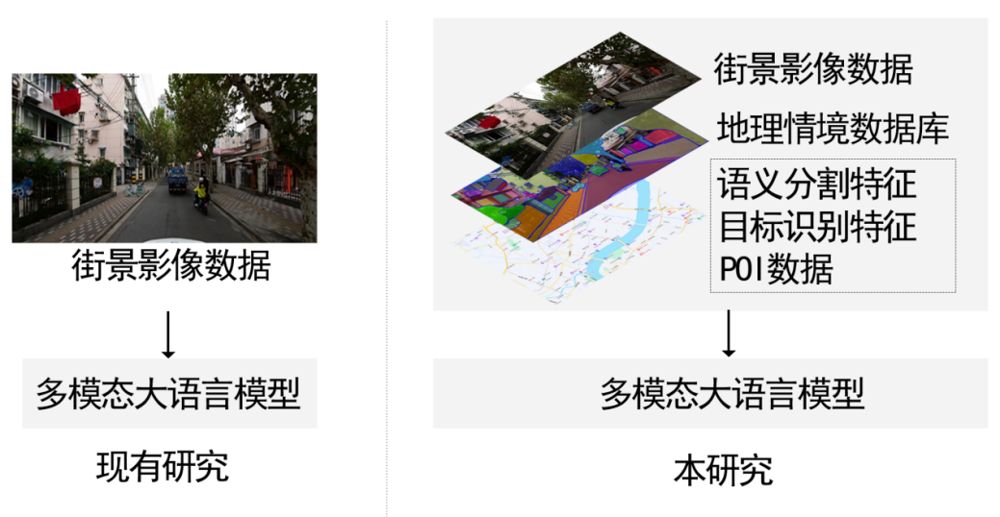 街景影像数据
多模态大语言模型
现有研究
街景影像数据
地理情境数据库
语义分割特征
目标识别特征
POI数据
多模态大语言模型
本研究